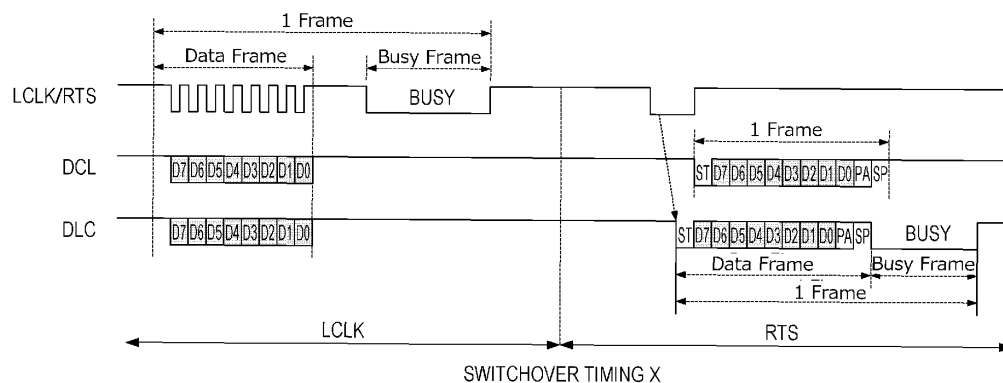 1 Frame
Data Frame
Busy Frame
LCLK/RTS
BUSY
1 Frame
DCL
D7 D6 D5 D4 D3 D2 D1 D0
ST D7 D6 D5 D4 D3 D2 D1 D0 PA SP
DLC
D7 D6 D5 D4 D3 D2 D1 D0
ST D7 D6 D5 D4 D3 D2 D1 D0 PA SP
BUSY
Data Frame
Busy Frame
1 Frame
LCLK
RTS
SWITCHOVER TIMING X